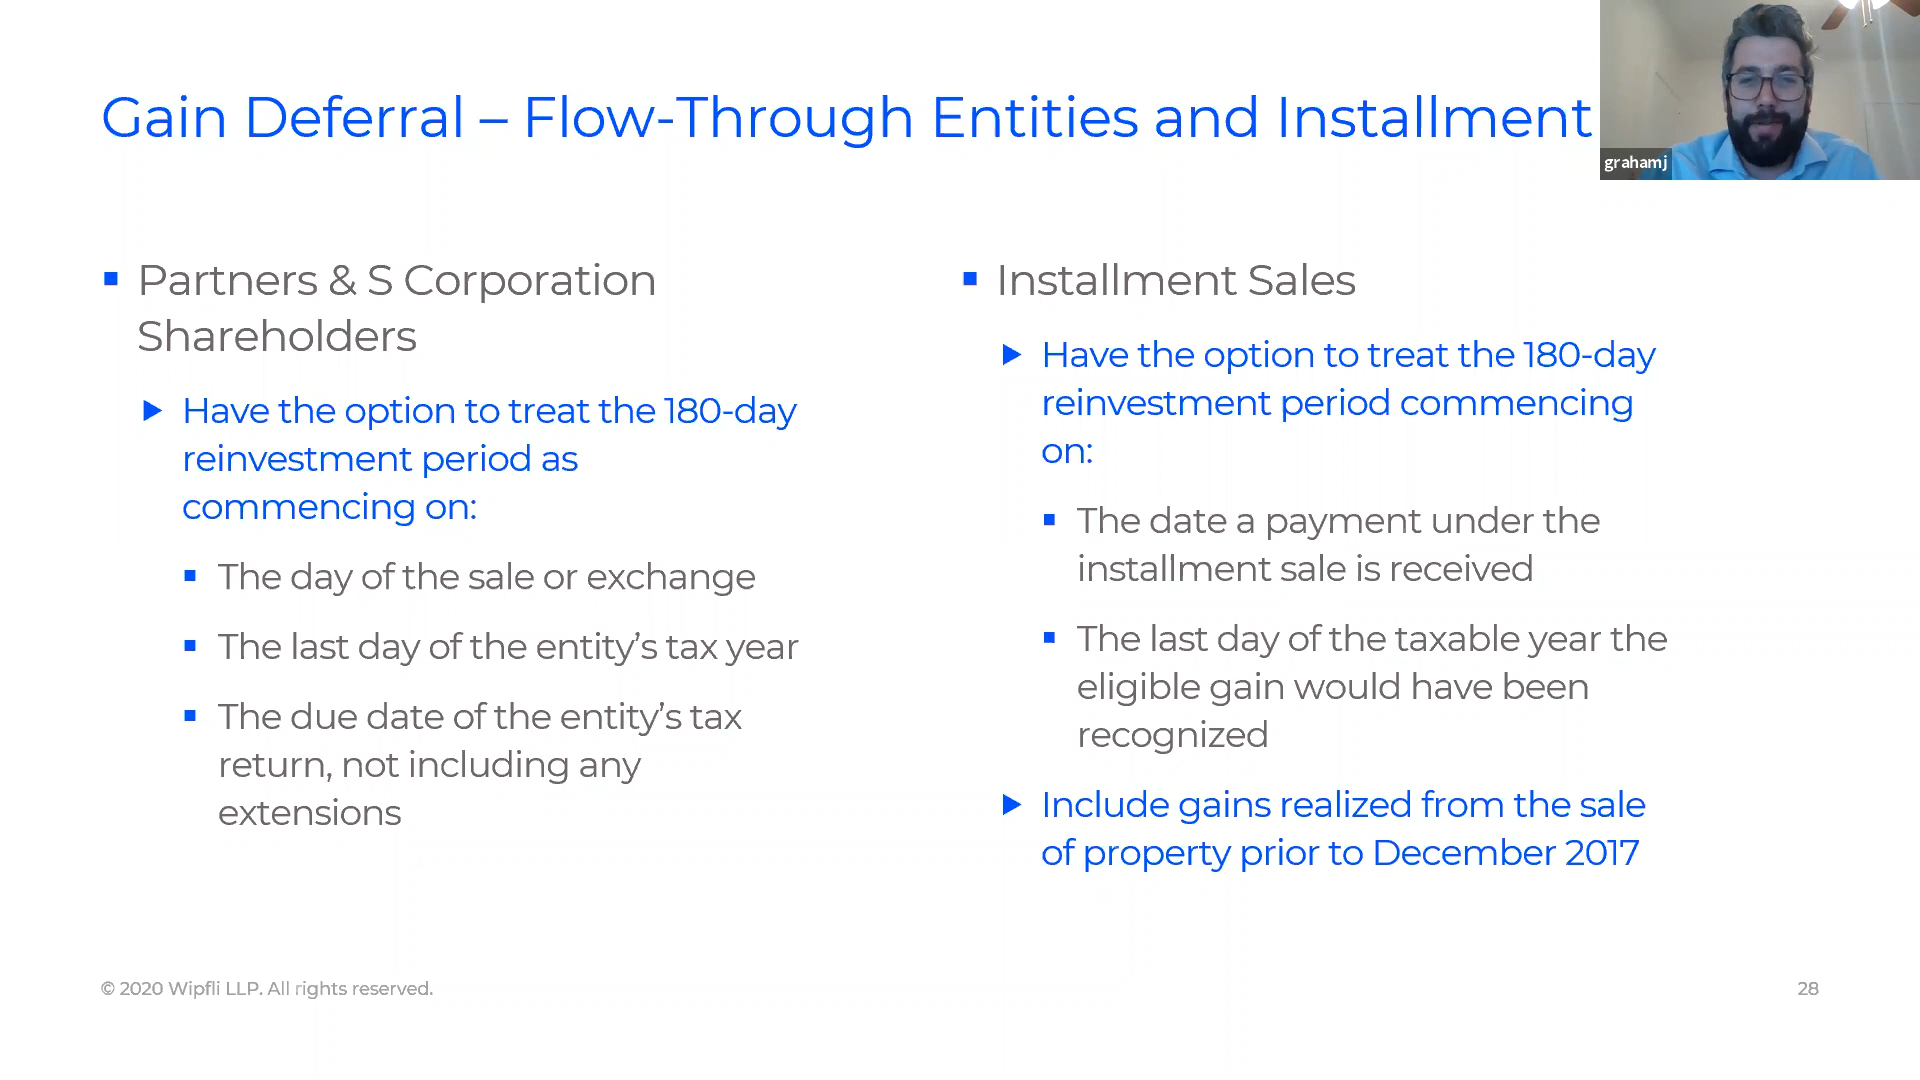 Gain Deferral – Flow-Through Entities and Installment
grahamj
Partners & S Corporation
Shareholders
Have the option to treat the 180-day
reinvestment period as
commencing on:
The day of the sale or exchange
The last day of the entity’s tax year
The due date of the entity’s tax
return, not including any
extensions
Installment Sales
Have the option to treat the 180-day
reinvestment period commencing
on:
The date a payment under the
installment sale is received
The last day of the taxable year the
eligible gain would have been
recognized
Include gains realized from the sale
of property prior to December 2017
© 2020 Wipfli LLP. All rights reserved.
28